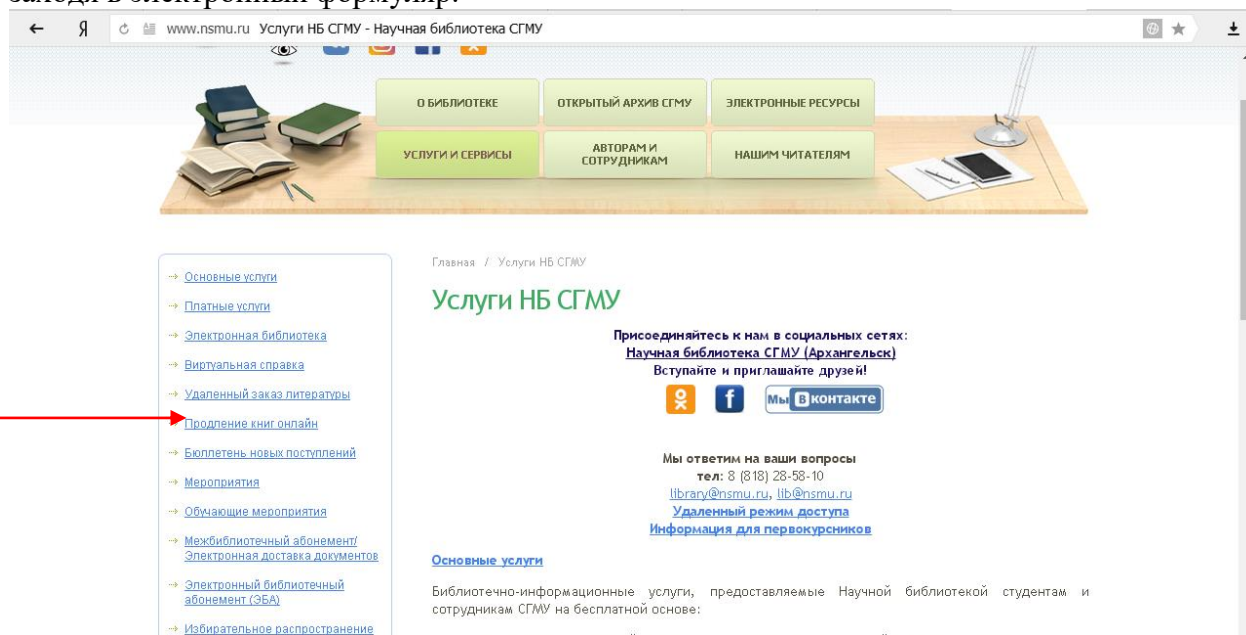 заходя в электронный формуляр.
Я www.nsmu.ru Услуги НБ СГМУ - Научная библиотека СГМУ
О БИБЛИОТЕКЕ
ОТКРЫТЫЙ АРХИВ СГМУ
ЭЛЕКТРОННЫЕ РЕСУРСЫ
УСЛУГИ И СЕРВИСЫ
АВТОРАМ И
СОТРУДНИКАМ
НАШИМ ЧИТАТЕЛЯМ
Основные услуги
Платные услуги
Электронная библиотека
Виртуальная справка
Удаленный заказ литературы
Продление книг онлайн
Бюллетень новых поступлений
Мероприятия
Обучающие мероприятия
Межбиблиотечный абонемент/
Электронная доставка документов
Электронный библиотечный
абонемент (ЭБА)
Избирательное распространение
Главная / Услуги НБ СГМУ
Услуги НБ СГМУ
Присоединяйтесь к нам в социальных сетях:
Научная библиотека СГМУ (Архангельск)
Вступайте и приглашайте друзей!
Мы Вконтакте
Мы ответим на ваши вопросы
тел: 8 (818) 28-58-10
library@nsmu.ru, lib@nsmu.ru
Удаленный режим доступа
Информация для первокурсников
Основные услуги
Библиотечно-информационные услуги, предоставляемые Научной библиотекой студентам и
сотрудникам СГМУ на бесплатной основе: